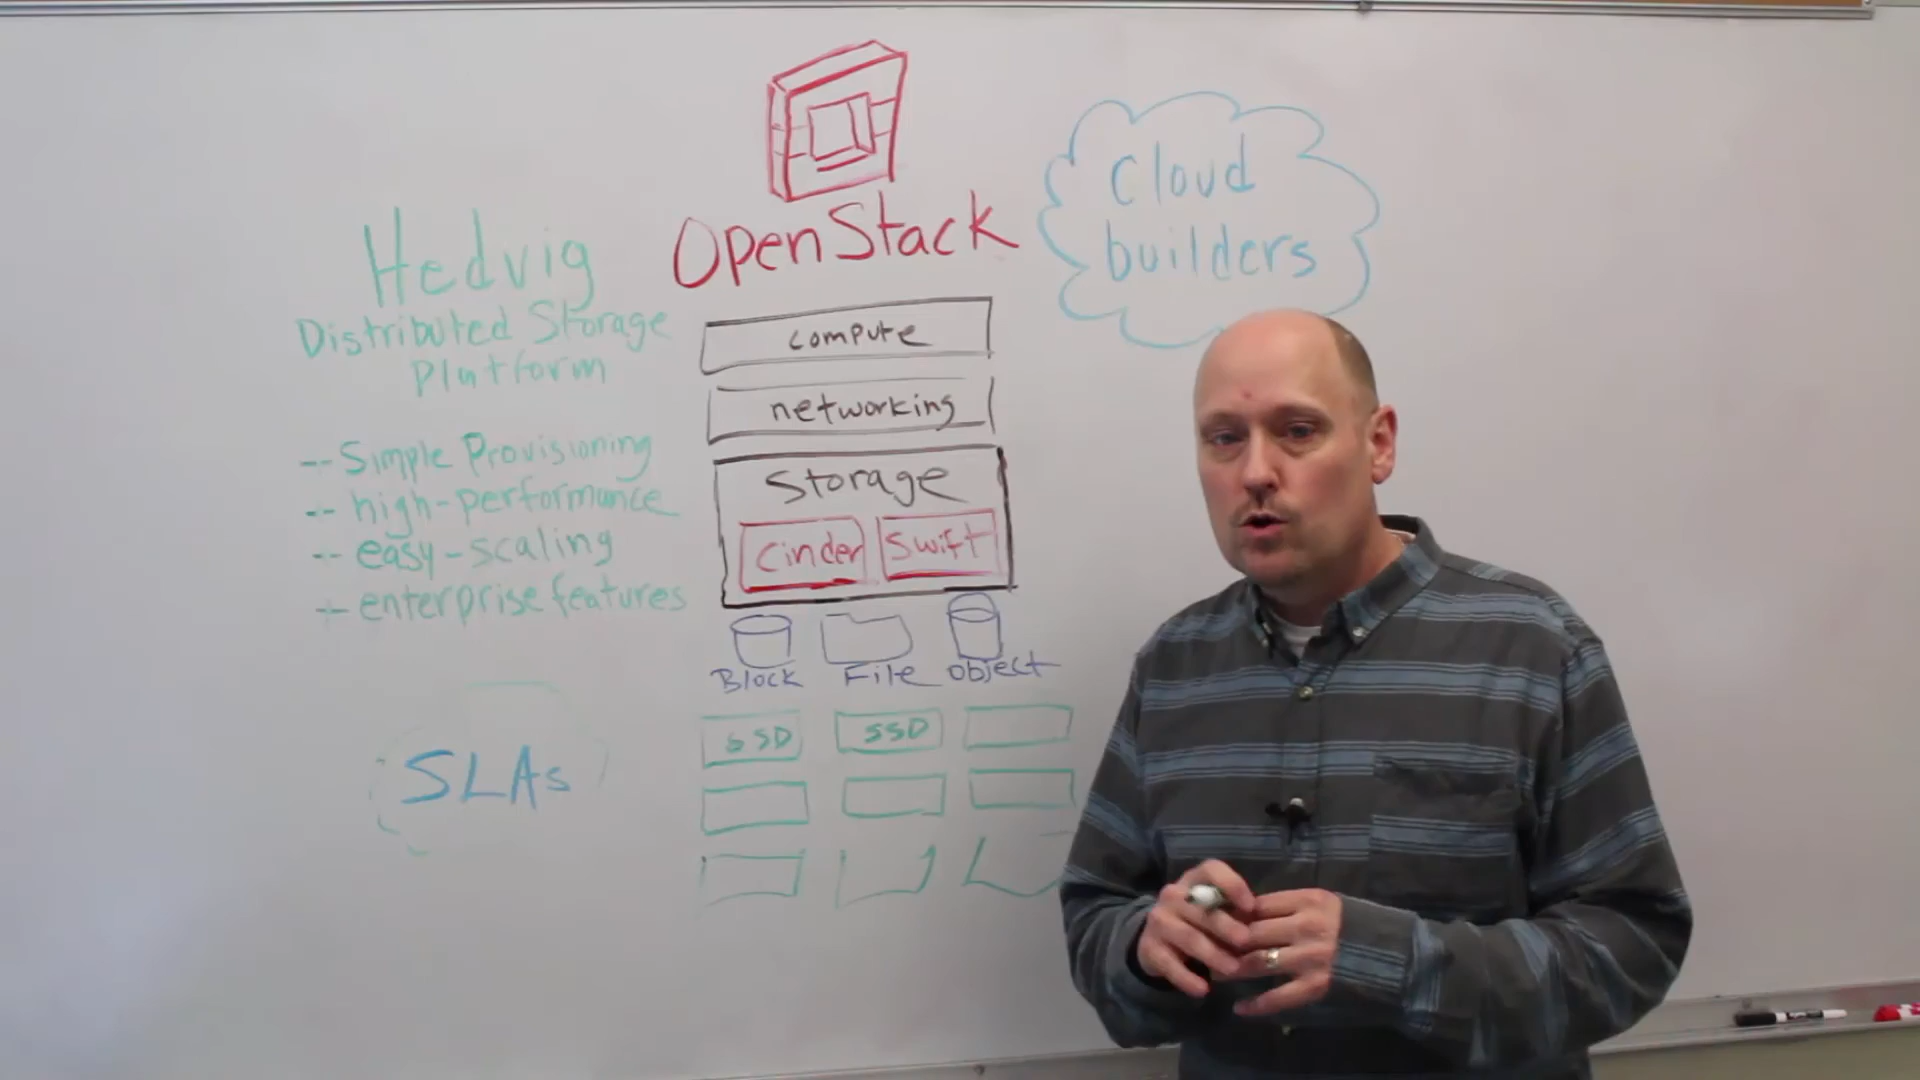 Hedvig
Distributed Storage
Platform
-- Simple Provisioning
-- high-performance
-- easy-scaling
-- enterprise features
SLAs
OpenStack
compute
networking
Storage
Cinder
Swift
Block
File
object
SSD
SSD
Cloud
builders